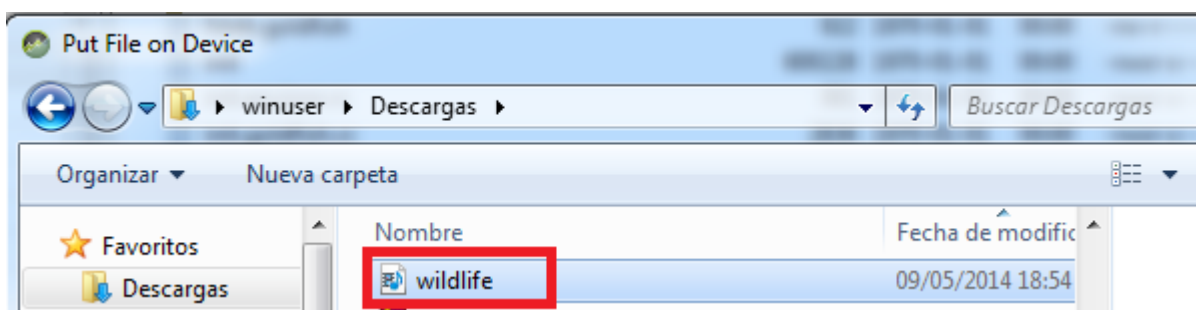 Put File on Device
winuser Descargas Buscar Descargas
Organizar Nueva carpeta
Favoritos Nombre Fecha de modific
wildlife 09/05/2014 18:54
Descargas